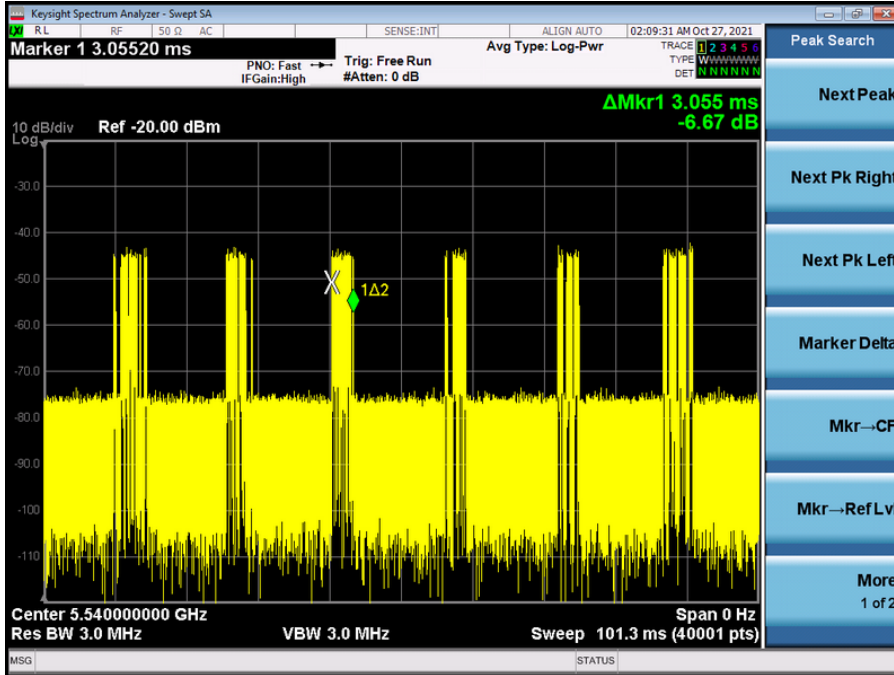 Keysight Spectrum Analyzer - Swept SA
LXI RL RF 50 Ω AC SENSE:INT ALIGN AUTO 02:09:31 AM Oct 27, 2021
Marker 1 3.05520 ms
PNO: Fast
IFGain:High
Trig: Free Run
#Atten: 0 dB
Avg Type: Log-Pwr
TRACE 1 2 3 4 5 6
TYPE WWWWWW
DET N N N N N N
Peak Search
ΔMkr1 3.055 ms
-6.67 dB
10 dB/div Ref -20.00 dBm
Log
-30.0
-40.0
-50.0
-60.0
-70.0
-80.0
-90.0
-100
-110
X
1Δ2
Center 5.540000000 GHz Span 0 Hz
Res BW 3.0 MHz VBW 3.0 MHz Sweep 101.3 ms (40001 pts)
Next Peak
Next Pk Right
Next Pk Left
Marker Delta
Mkr→CF
Mkr→Ref Lv
More
1 of 2
MSG STATUS